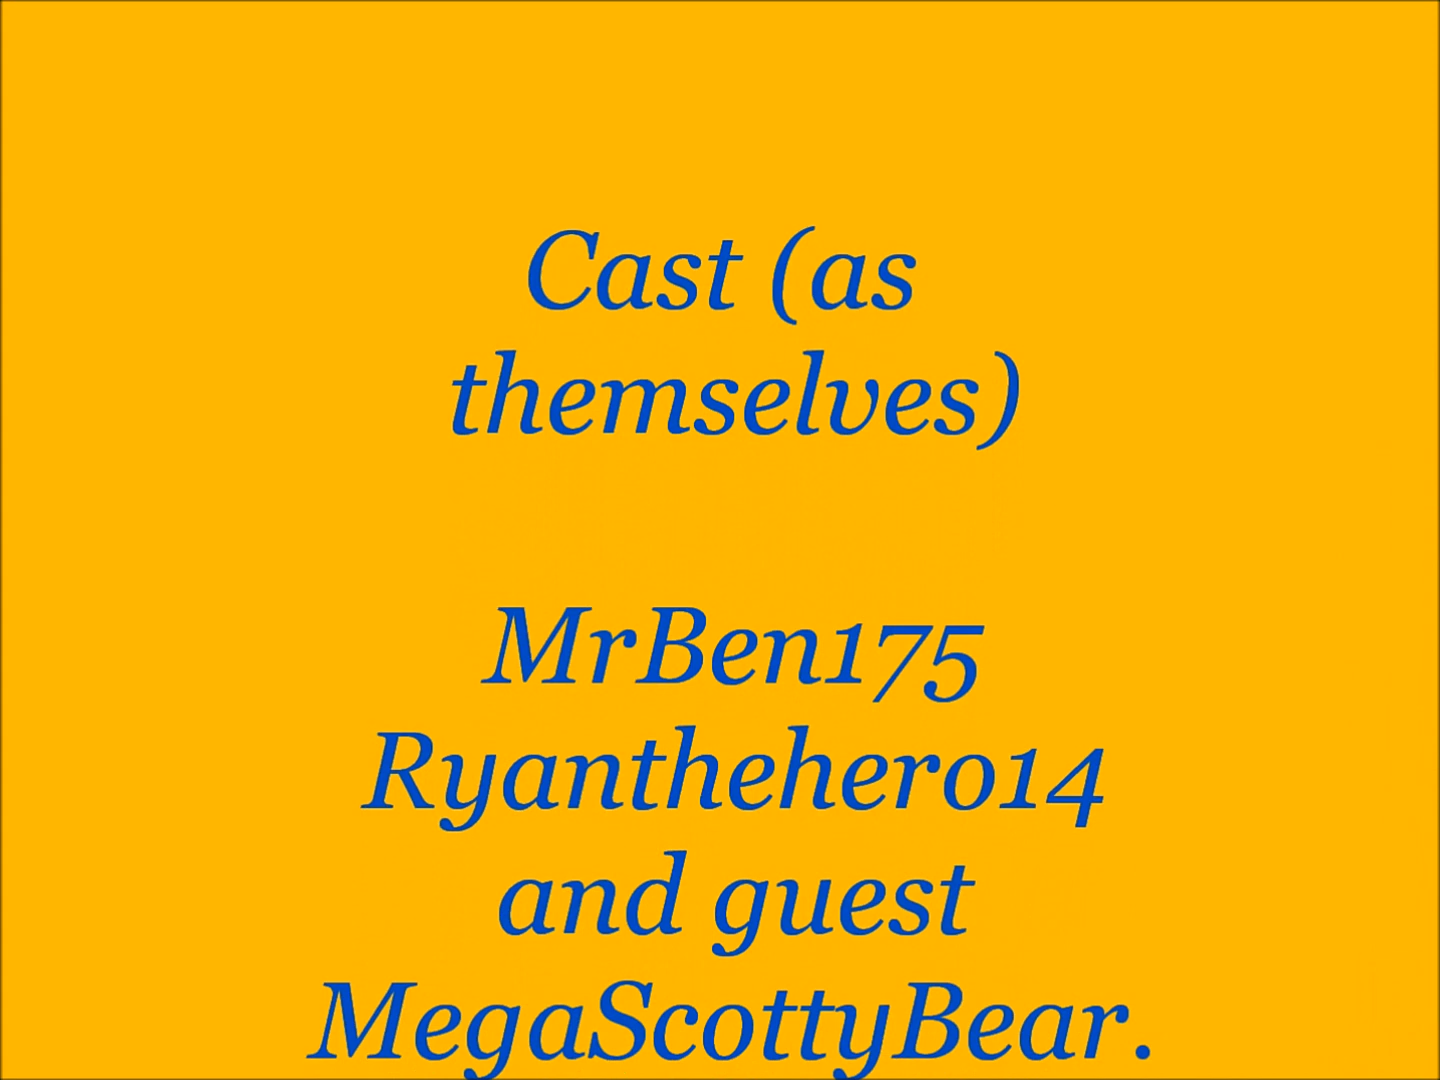 Cast (as
themselves)
MrBen175
Ryanthehero14
and guest
MegaScottyBear.